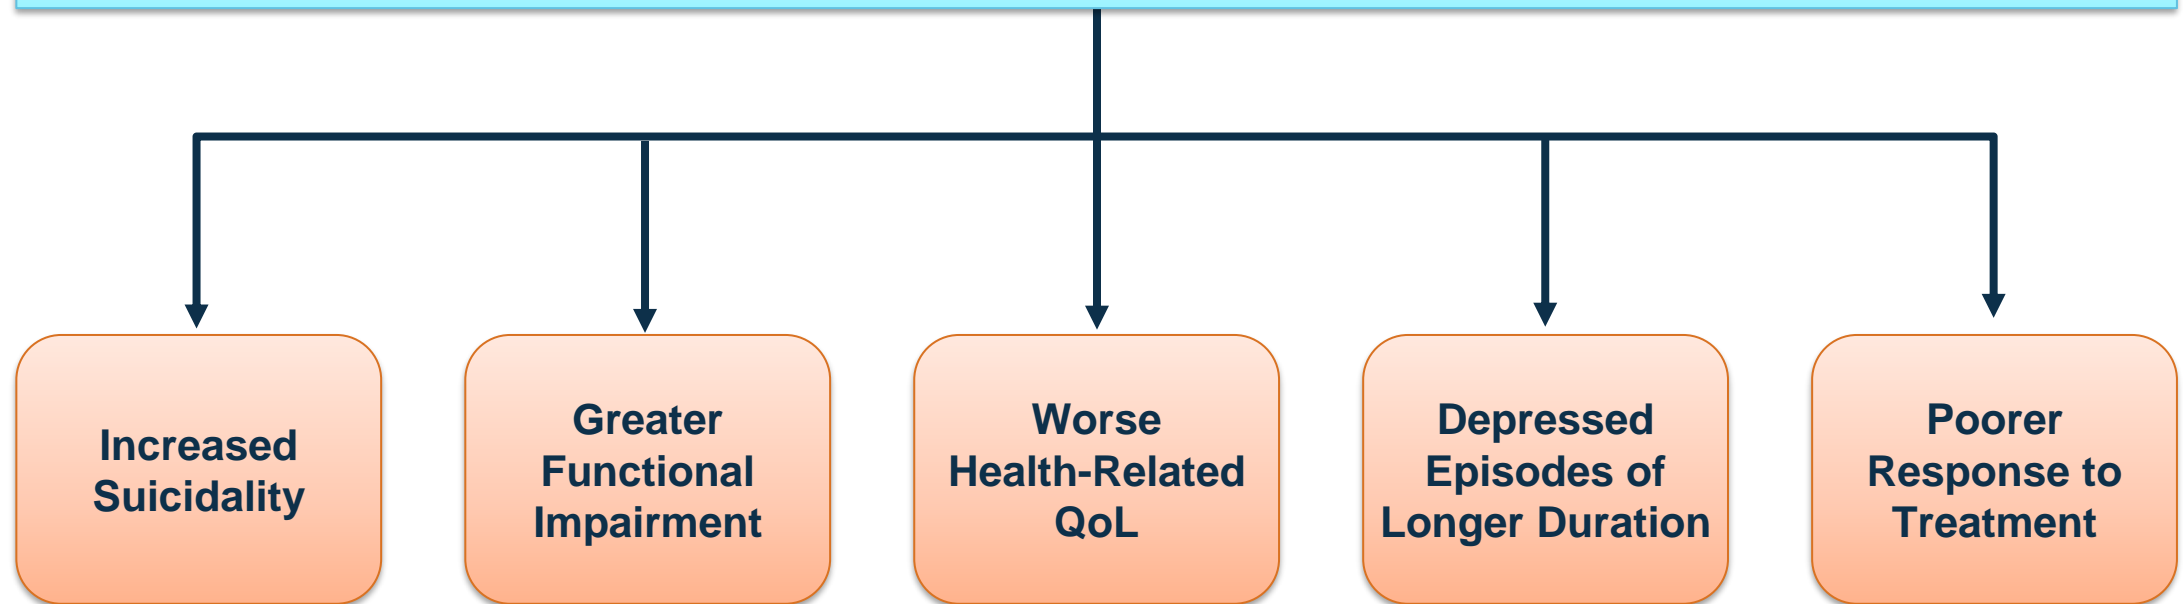 Increased
Suicidality
Greater
Functional
Impairment
Worse
Health-Related
QoL
Depressed
Episodes of
Longer Duration
Poorer
Response to
Treatment